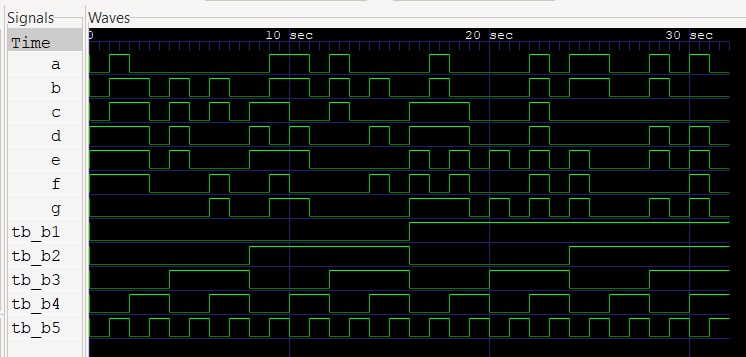 Signals Waves
Time 0 10 sec 20 sec 30 sec
a
b
c
d
e
f
g
tb_b1
tb_b2
tb_b3
tb_b4
tb_b5